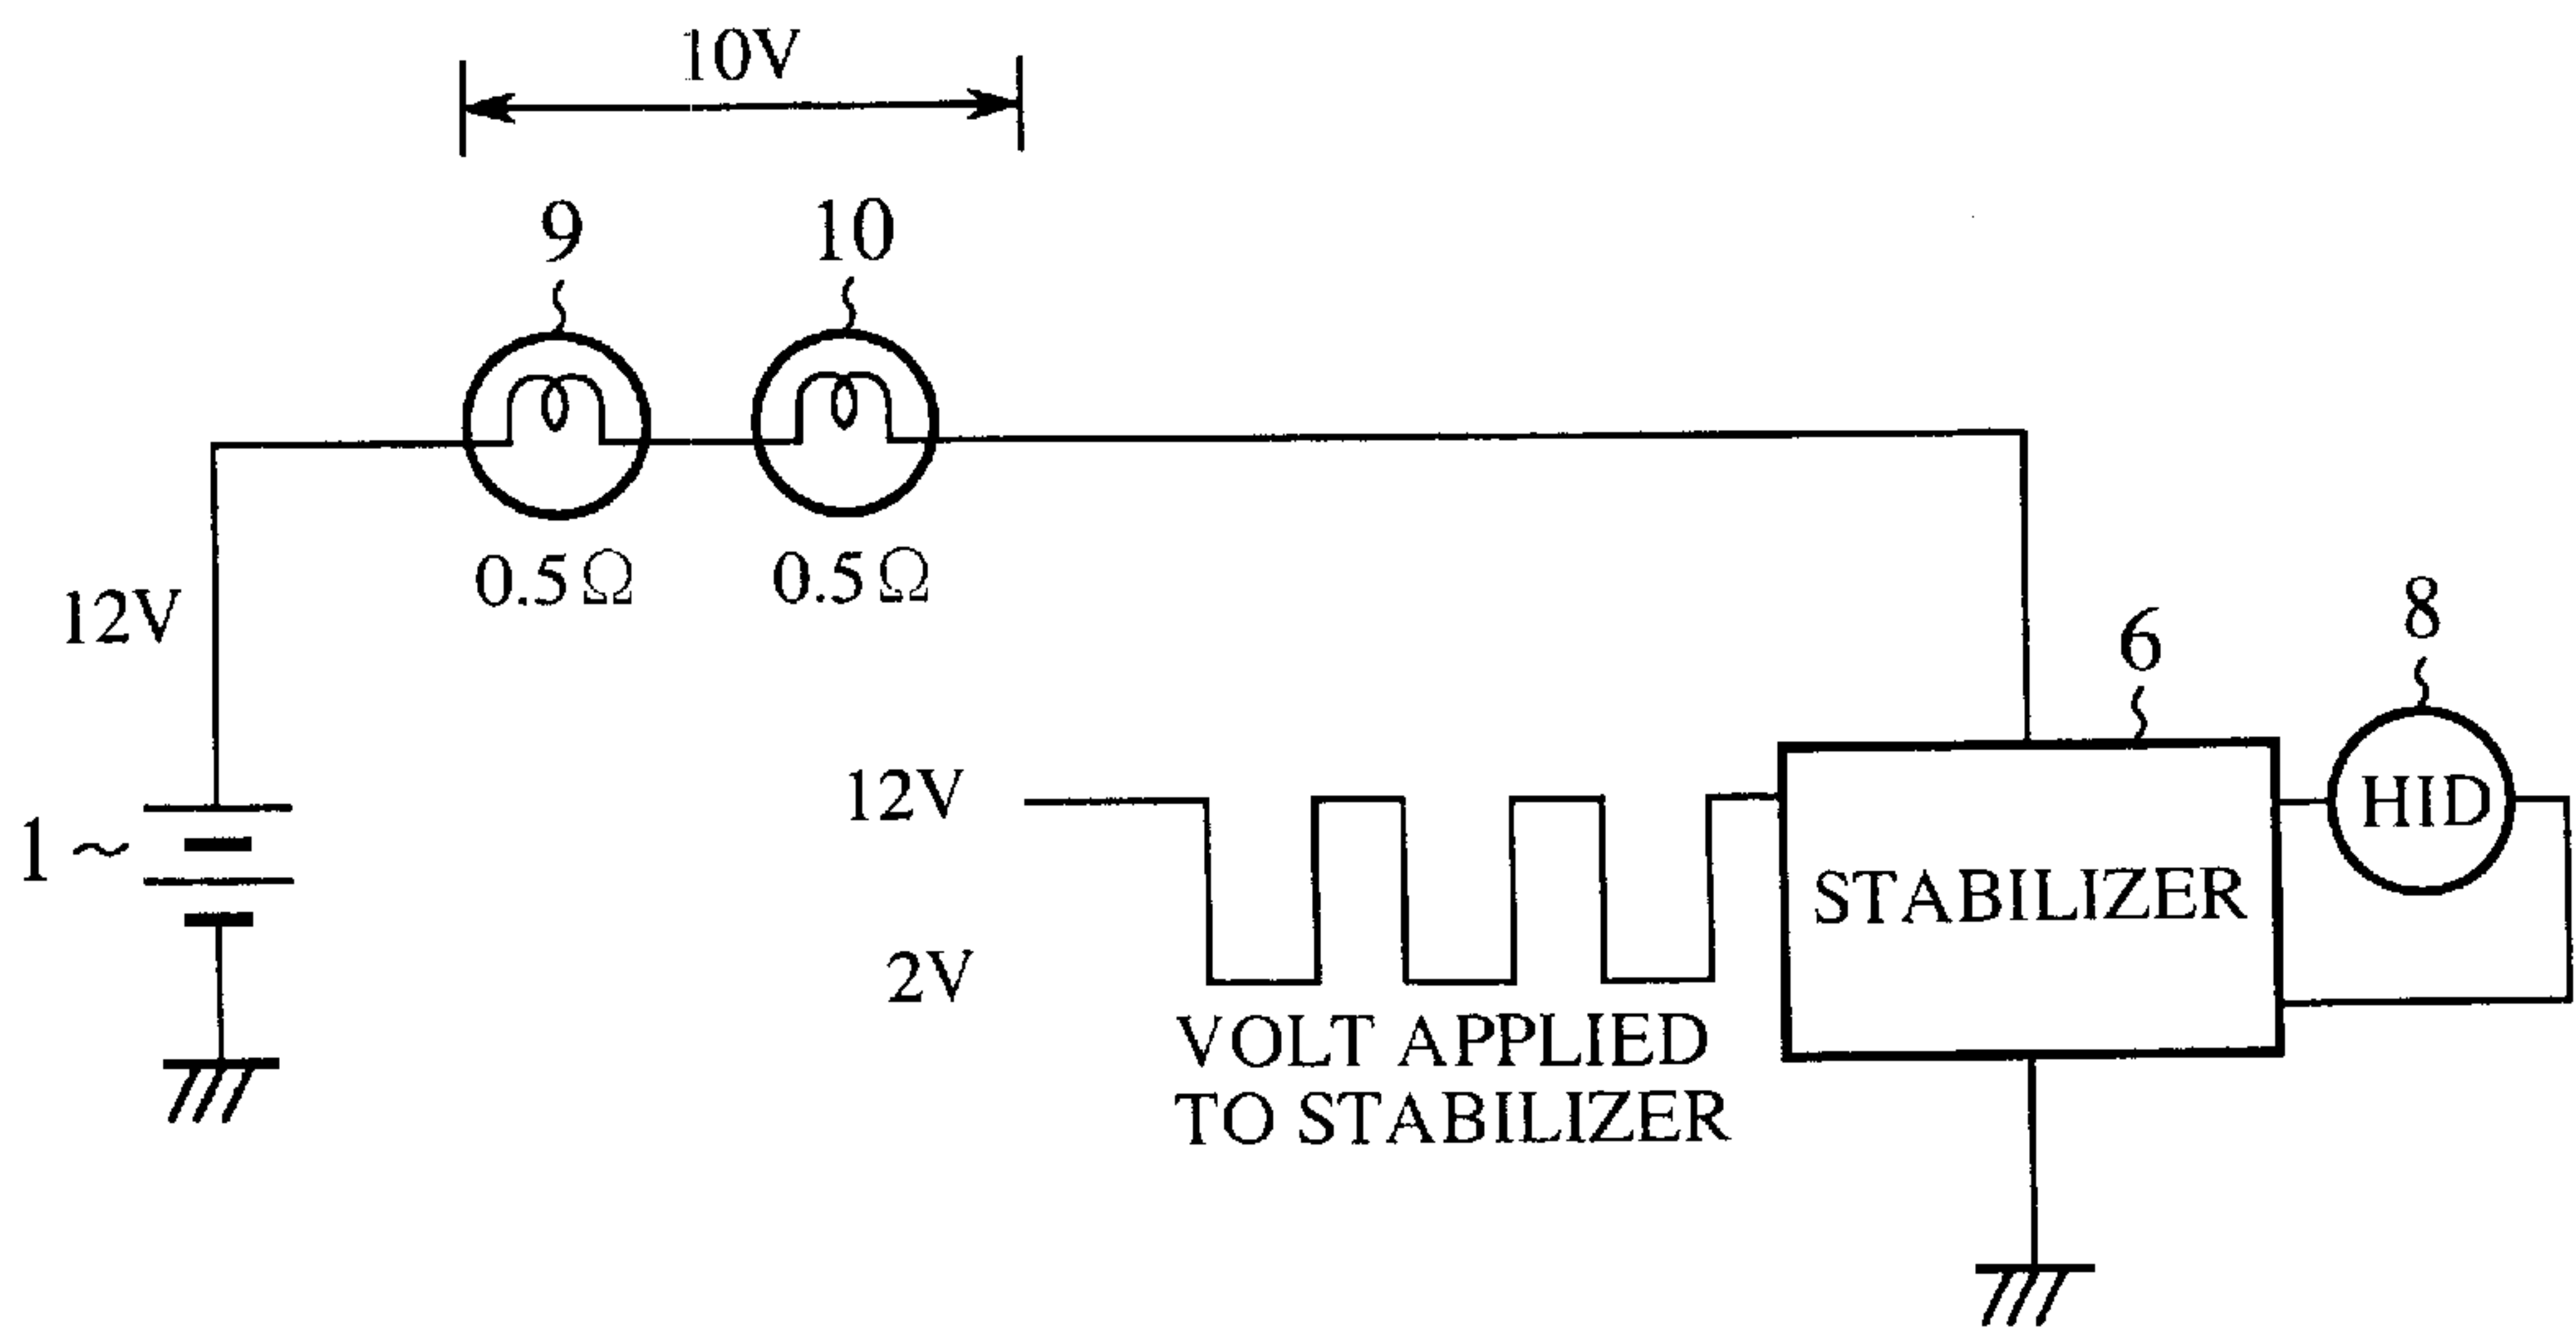 10V
9
10
0.5Ω
0.5Ω
12V
6
8
12V
HID
1
STABILIZER
2V
VOLT APPLIED
TO STABILIZER